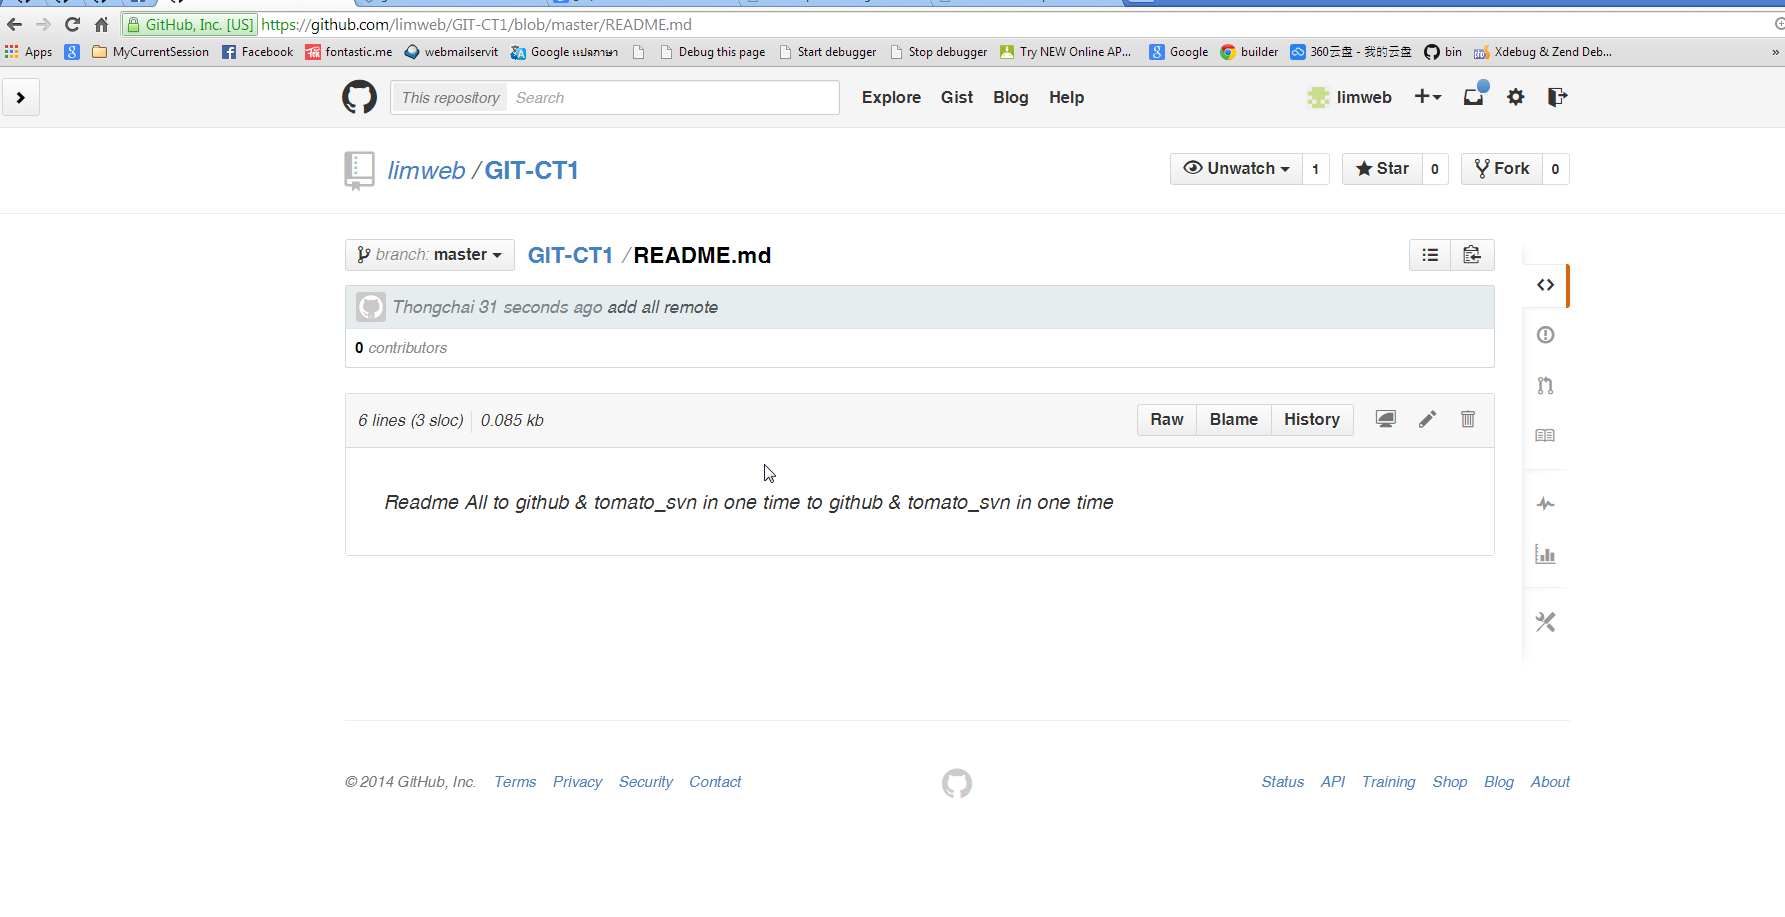 GitHub, Inc. [US] https://github.com/limweb/GIT-CT1/blob/master/README.md
Apps MyCurrentSession Facebook fontastic.me webmailservit Google แปลภาษา Debug this page Start debugger Stop debugger Try NEW Online AP... Google builder 360云盘 - 我的云盘 bin Xdebug & Zend Deb... »
This repository Search Explore Gist Blog Help limweb
limweb / GIT-CT1 Unwatch 1 Star 0 Fork 0
branch: master GIT-CT1 / README.md
Thongchai 31 seconds ago add all remote
0 contributors
6 lines (3 sloc) 0.085 kb Raw Blame History
Readme All to github & tomato_svn in one time to github & tomato_svn in one time
© 2014 GitHub, Inc. Terms Privacy Security Contact Status API Training Shop Blog About